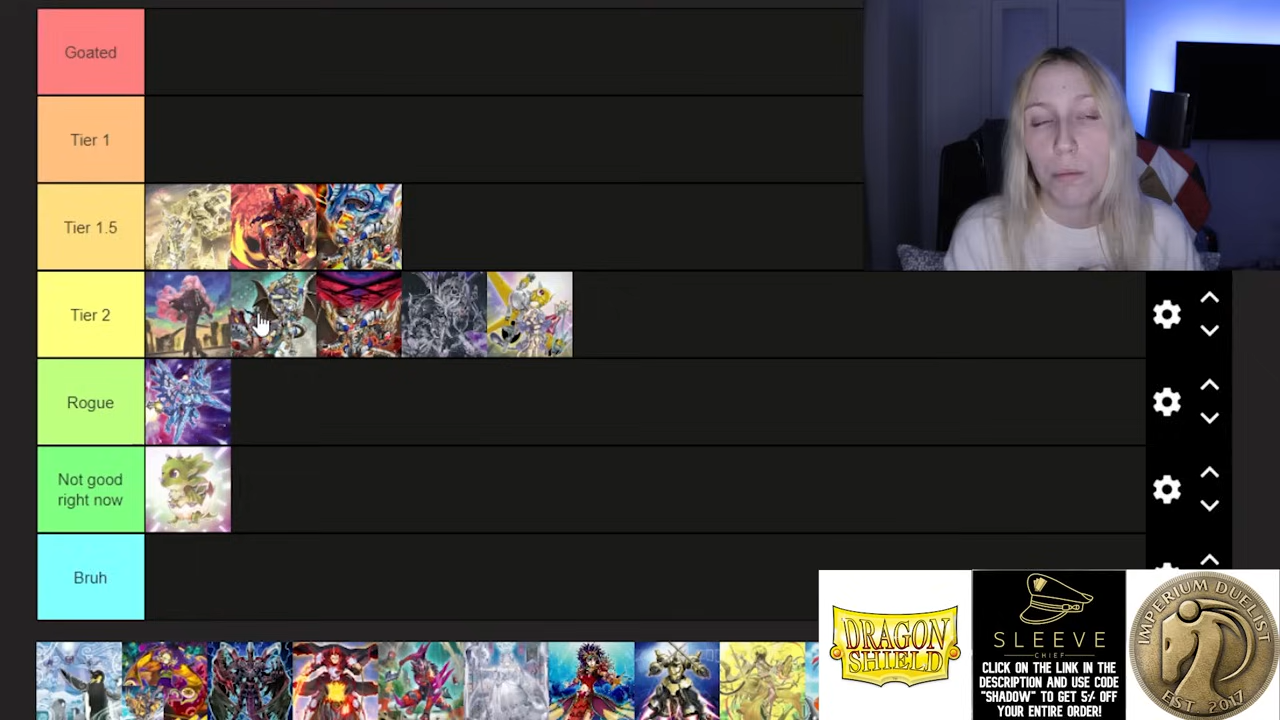 Goated
Tier 1
Tier 1.5
Tier 2
Rogue
Not good
right now
Bruh
DRAGON
SHIELD
SLEEVE
CHIEF
CLICK ON THE LINK IN THE
DESCRIPTION AND USE CODE
"SHADOW" TO GET 5% OFF
YOUR ENTIRE ORDER!
IMPERIUM DUELIST
EST 2017